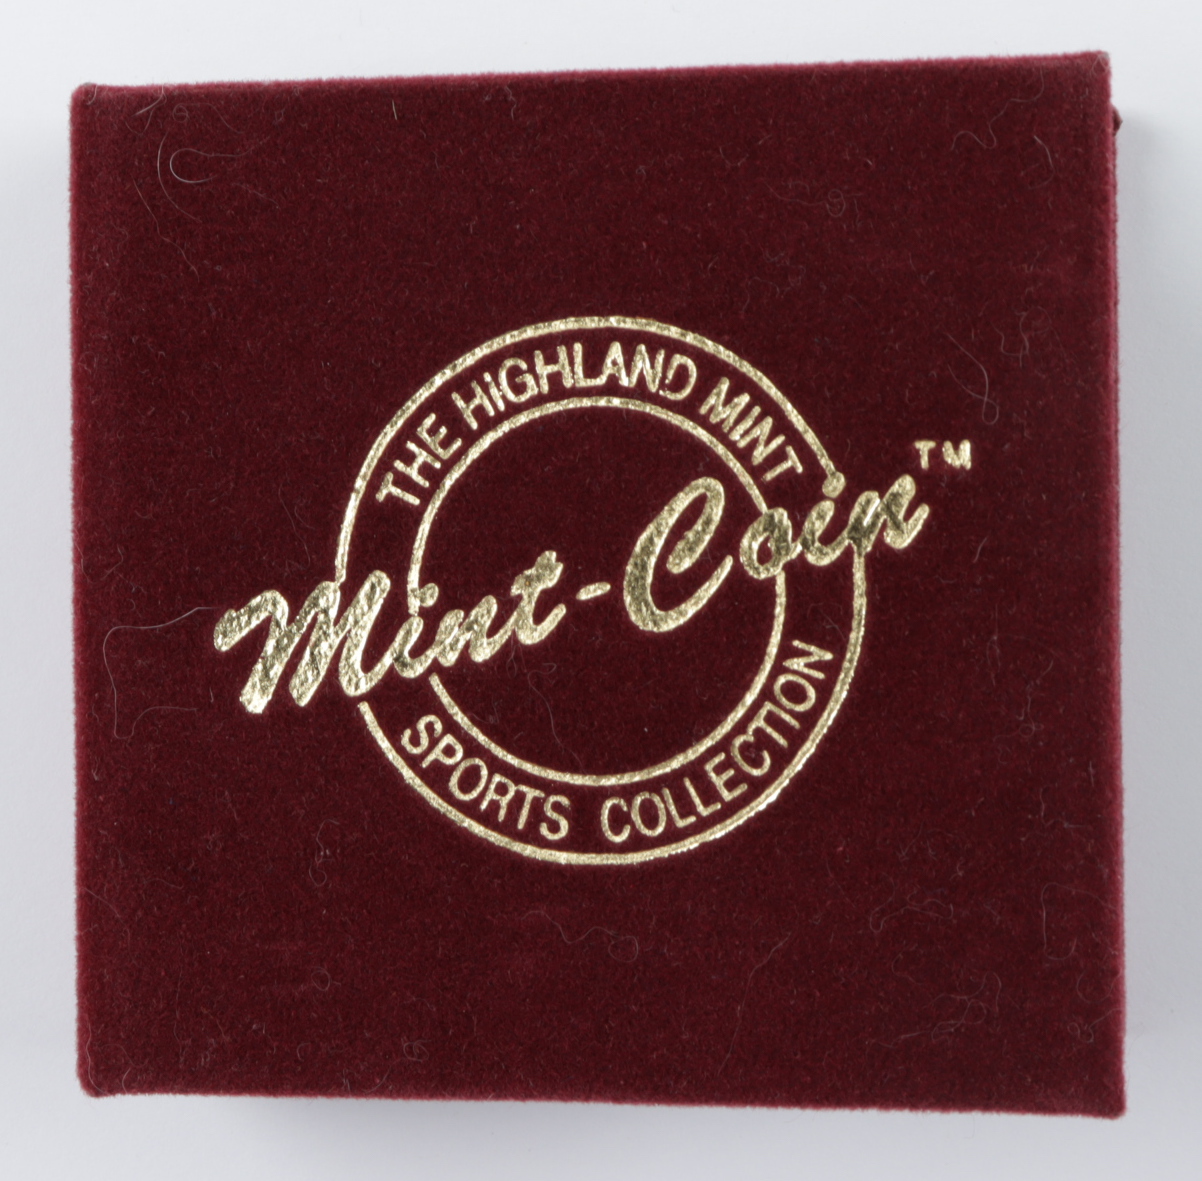 THE HIGHLAND MINT
Mint-Coin™
SPORTS COLLECTION